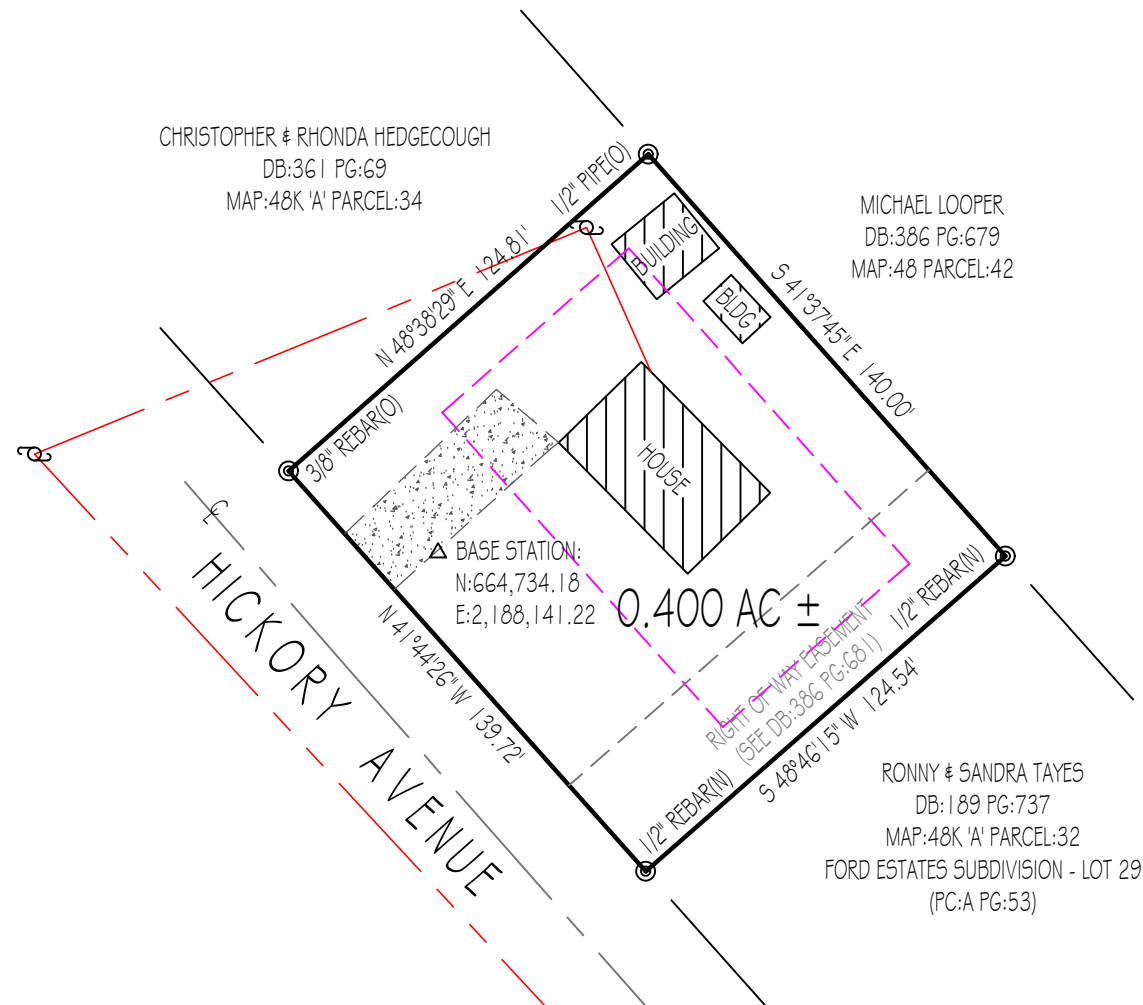 CHRISTOPHER & RHONDA HEDGECOUGH
DB:361 PG:69
MAP:48K 'A' PARCEL:34
1/2" PIPE(O)
MICHAEL LOOPER
DB:386 PG:679
MAP:48 PARCEL:42
BUILDING
BLDG
N 48°38'29" E 124.81'
S 41°37'45" E 140.00'
3/8" REBAR(O)
HOUSE
℄
HICKORY AVENUE
BASE STATION:
N:664,734.18
E:2,188,141.22
0.400 AC ±
N 41°44'26" W 139.72'
1/2" REBAR(N)
RIGHT OF WAY EASEMENT
(SEE DB:386 PG:681)
1/2" REBAR(N)
S 48°46'15" W 124.54'
RONNY & SANDRA TAYES
DB:189 PG:737
MAP:48K 'A' PARCEL:32
FORD ESTATES SUBDIVISION - LOT 29
(PC:A PG:53)